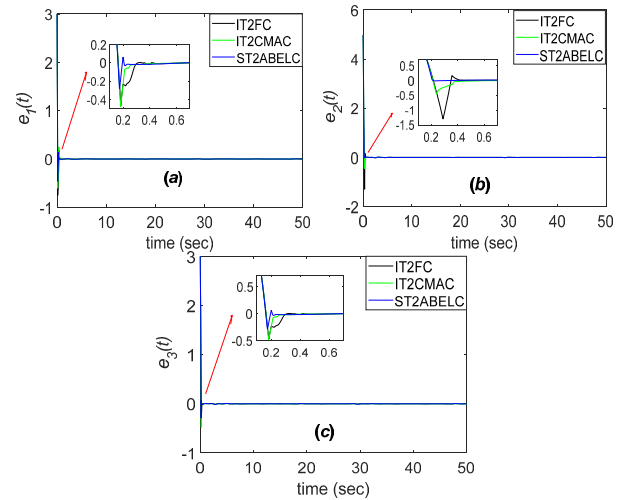 3
2
1
0
-1
0 10 20 30 40 50
time (sec)
e1(t)
0.2
0
-0.2
-0.4
0.2 0.4 0.6
IT2FC
IT2CMAC
ST2ABELC
(a)
6
4
2
0
-2
0 10 20 30 40 50
time (sec)
e2(t)
0.5
0
-0.5
-1
-1.5
0.2 0.4 0.6
IT2FC
IT2CMAC
ST2ABELC
(b)
3
2
1
0
-1
0 10 20 30 40 50
time (sec)
e3(t)
0.5
0
-0.5
0.2 0.4 0.6
IT2FC
IT2CMAC
ST2ABELC
(c)